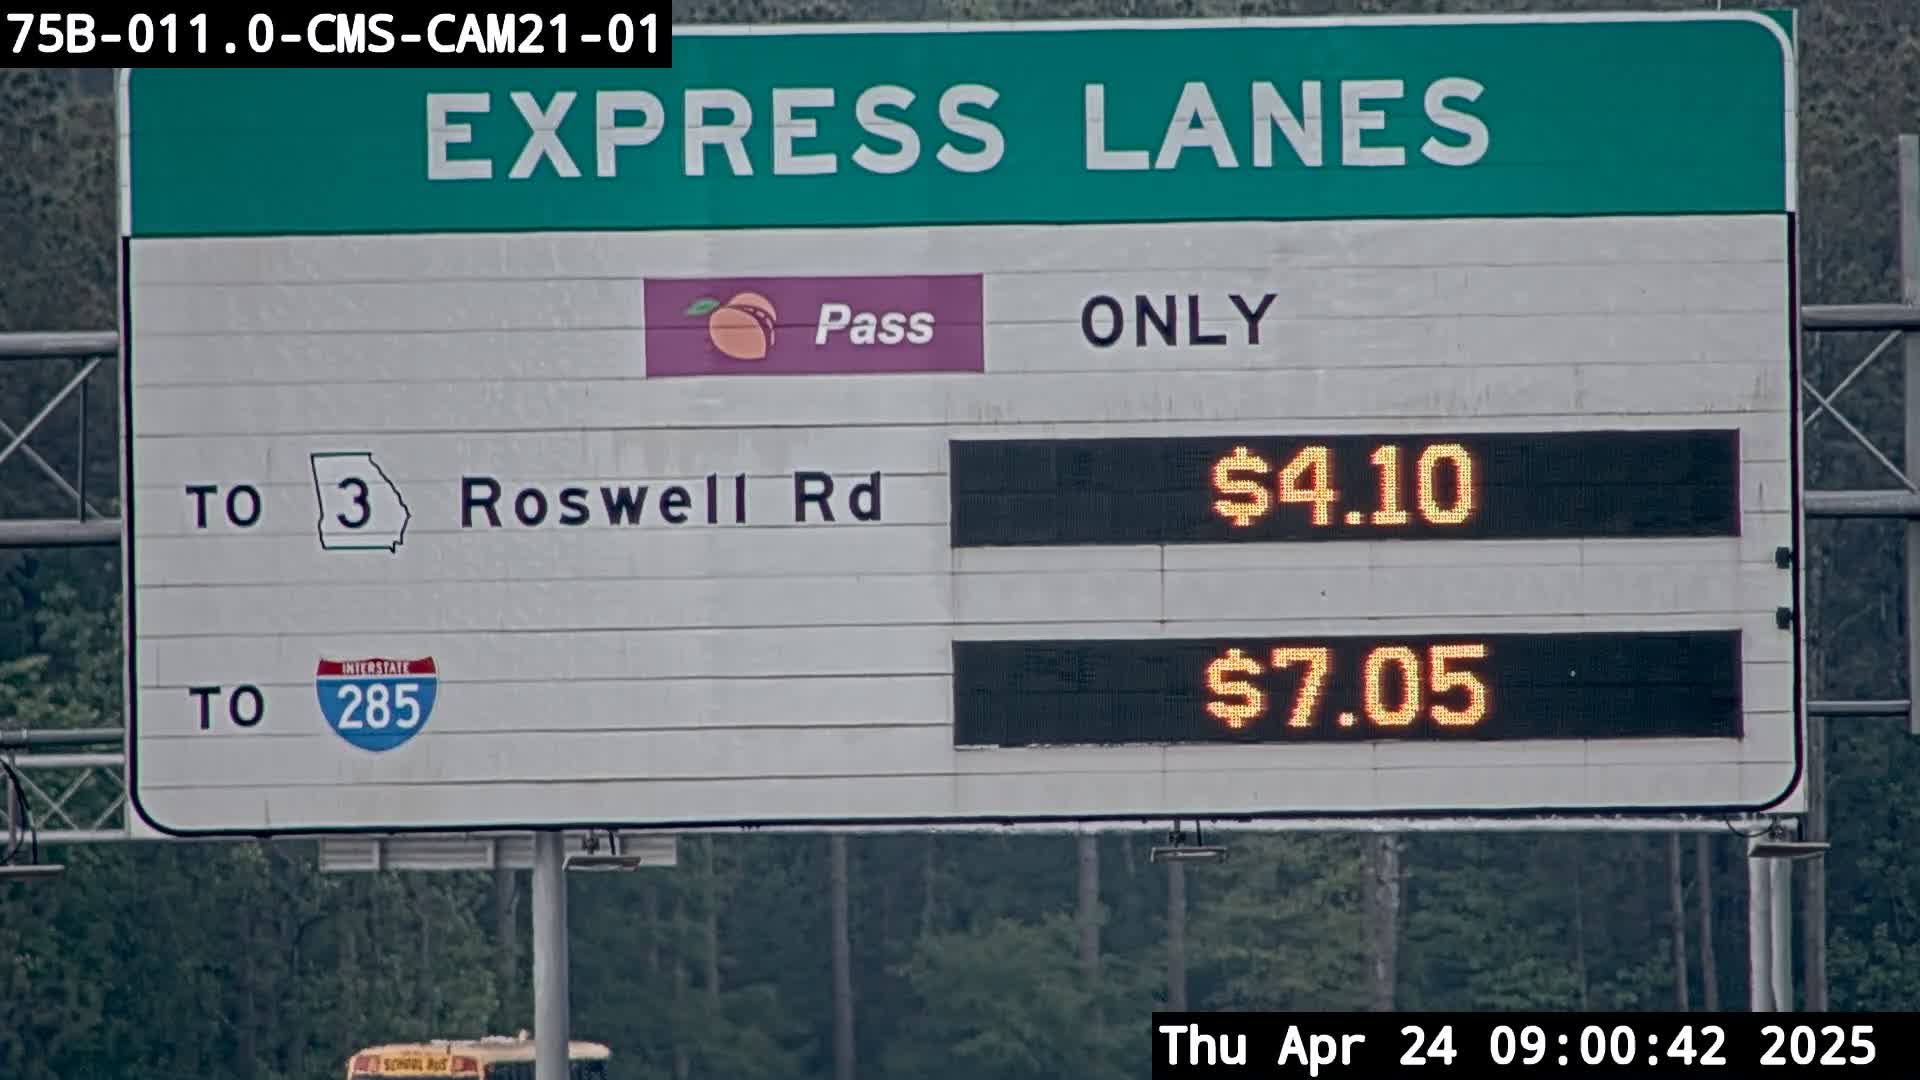 75B-011.0-CMS-CAM21-01
EXPRESS LANES
Pass ONLY
TO 3 Roswell Rd $4.10
TO INTERSTATE 285 $7.05
SCHOOL BUS
Thu Apr 24 09:00:42 2025